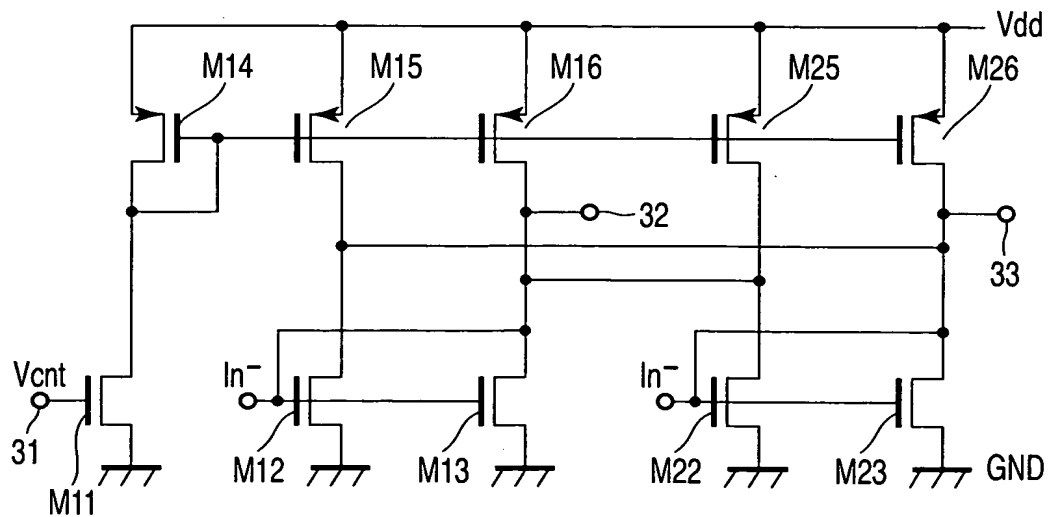 Vdd
M14
M15
M16
M25
M26
32
33
Vcnt
In⁻
In⁻
31
M11
M12
M13
M22
M23
GND